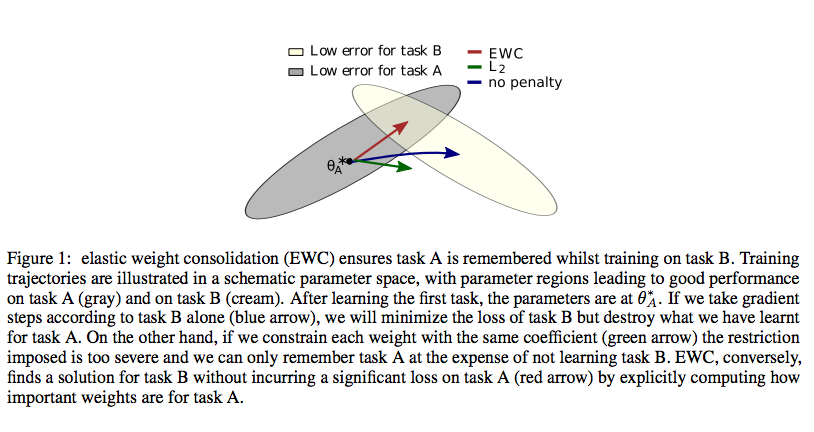 Low error for task B
Low error for task A
EWC
L₂
no penalty
θ*A
Figure 1: elastic weight consolidation (EWC) ensures task A is remembered whilst training on task B. Training
trajectories are illustrated in a schematic parameter space, with parameter regions leading to good performance
on task A (gray) and on task B (cream). After learning the first task, the parameters are at θ*A. If we take gradient
steps according to task B alone (blue arrow), we will minimize the loss of task B but destroy what we have learnt
for task A. On the other hand, if we constrain each weight with the same coefficient (green arrow) the restriction
imposed is too severe and we can only remember task A at the expense of not learning task B. EWC, conversely,
finds a solution for task B without incurring a significant loss on task A (red arrow) by explicitly computing how
important weights are for task A.